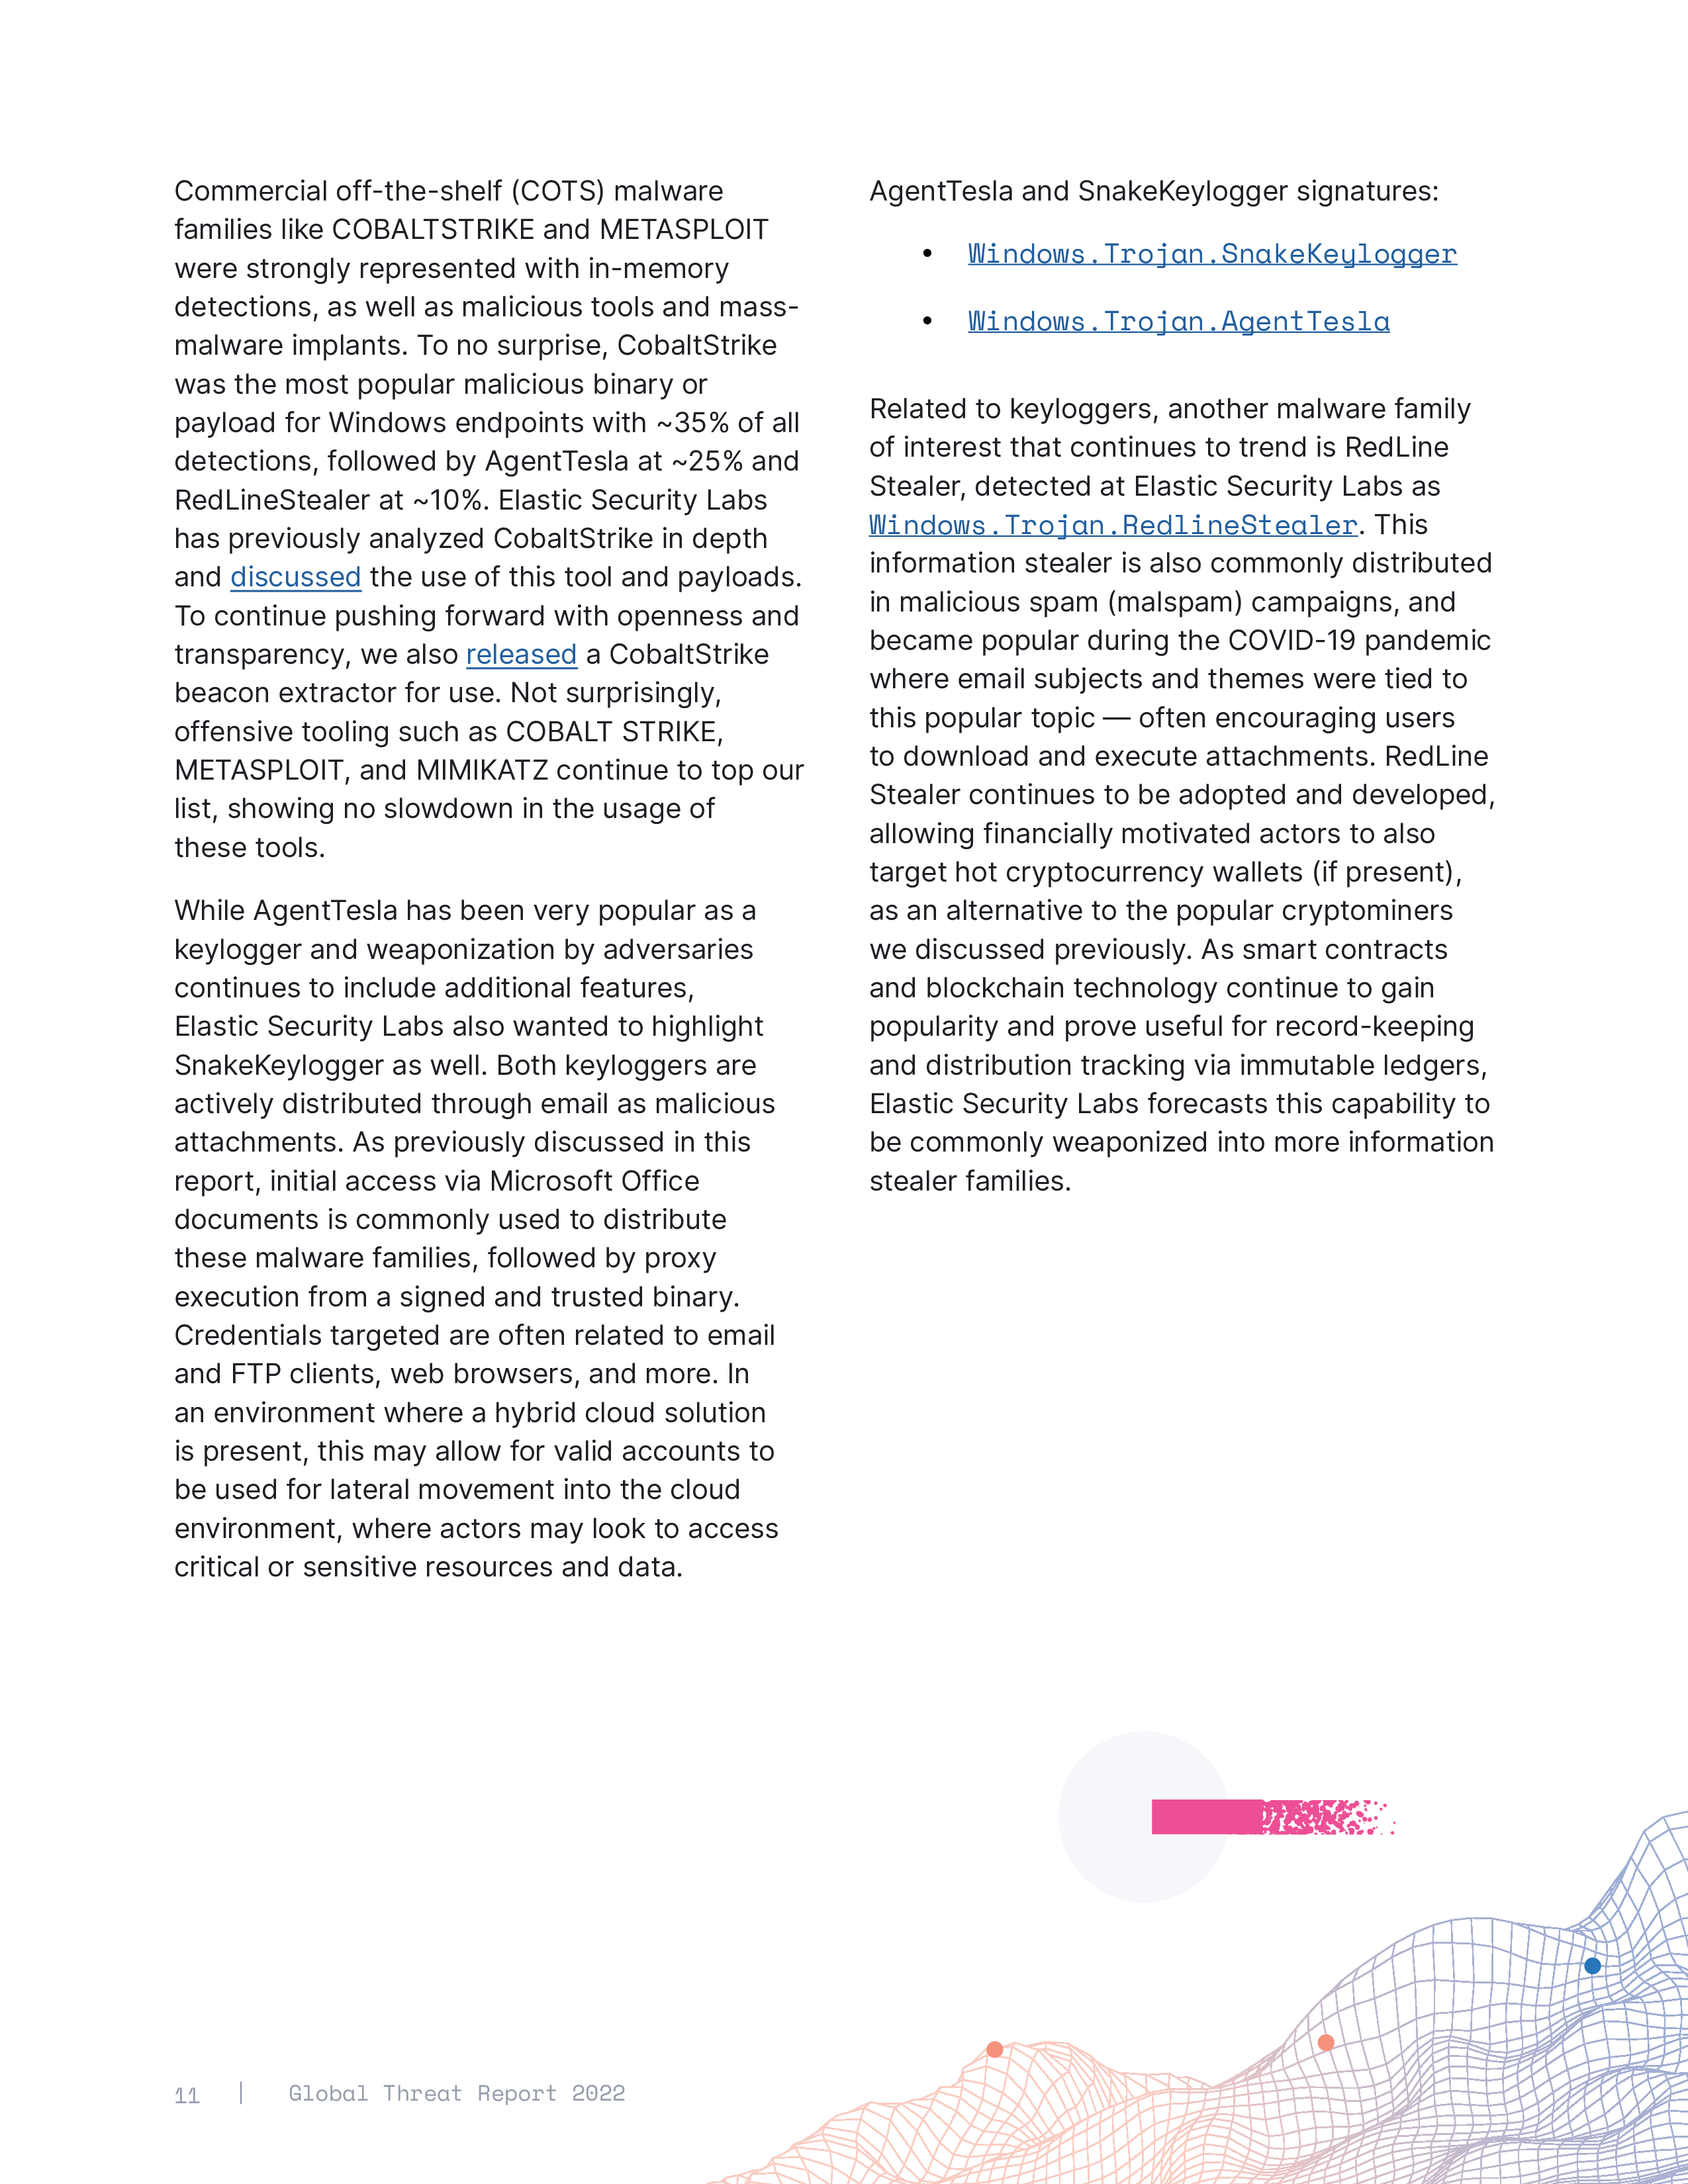 Commercial off-the-shelf (COTS) malware
families like COBALTSTRIKE and METASPLOIT
were strongly represented with in-memory
detections, as well as malicious tools and mass-
malware implants. To no surprise, CobaltStrike
was the most popular malicious binary or
payload for Windows endpoints with ~35% of all
detections, followed by AgentTesla at ~25% and
RedLineStealer at ~10%. Elastic Security Labs
has previously analyzed CobaltStrike in depth
and discussed the use of this tool and payloads.
To continue pushing forward with openness and
transparency, we also released a CobaltStrike
beacon extractor for use. Not surprisingly,
offensive tooling such as COBALT STRIKE,
METASPLOIT, and MIMIKATZ continue to top our
list, showing no slowdown in the usage of
these tools.
While AgentTesla has been very popular as a
keylogger and weaponization by adversaries
continues to include additional features,
Elastic Security Labs also wanted to highlight
SnakeKeylogger as well. Both keyloggers are
actively distributed through email as malicious
attachments. As previously discussed in this
report, initial access via Microsoft Office
documents is commonly used to distribute
these malware families, followed by proxy
execution from a signed and trusted binary.
Credentials targeted are often related to email
and FTP clients, web browsers, and more. In
an environment where a hybrid cloud solution
is present, this may allow for valid accounts to
be used for lateral movement into the cloud
environment, where actors may look to access
critical or sensitive resources and data.
AgentTesla and SnakeKeylogger signatures:
• Windows.Trojan.SnakeKeylogger
• Windows.Trojan.AgentTesla
Related to keyloggers, another malware family
of interest that continues to trend is RedLine
Stealer, detected at Elastic Security Labs as
Windows.Trojan.RedlineStealer. This
information stealer is also commonly distributed
in malicious spam (malspam) campaigns, and
became popular during the COVID-19 pandemic
where email subjects and themes were tied to
this popular topic — often encouraging users
to download and execute attachments. RedLine
Stealer continues to be adopted and developed,
allowing financially motivated actors to also
target hot cryptocurrency wallets (if present),
as an alternative to the popular cryptominers
we discussed previously. As smart contracts
and blockchain technology continue to gain
popularity and prove useful for record-keeping
and distribution tracking via immutable ledgers,
Elastic Security Labs forecasts this capability to
be commonly weaponized into more information
stealer families.
11 | Global Threat Report 2022